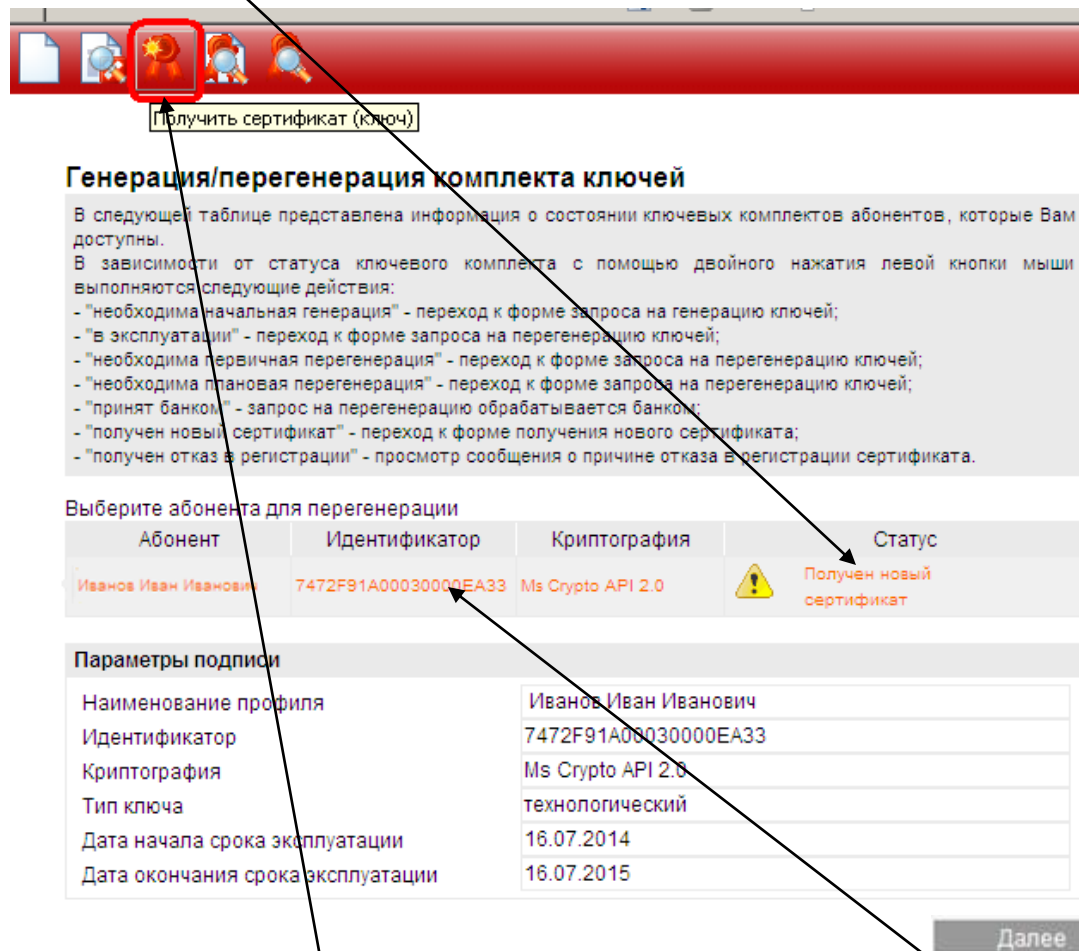 Получить сертификат (ключ)
Генерация/перегенерация комплекта ключей
В следующей таблице представлена информация о состоянии ключевых комплектов абонентов, которые Вам
доступны.
В зависимости от статуса ключевого комплекта с помощью двойного нажатия левой кнопки мыши
выполняются следующие действия:
- "необходима начальная генерация" - переход к форме запроса на генерацию ключей;
- "в эксплуатации" - переход к форме запроса на перегенерацию ключей;
- "необходима первичная перегенерация" - переход к форме запроса на перегенерацию ключей;
- "необходима плановая перегенерация" - переход к форме запроса на перегенерацию ключей;
- "принят банком" - запрос на перегенерацию обрабатывается банком;
- "получен новый сертификат" - переход к форме получения нового сертификата;
- "получен отказ в регистрации" - просмотр сообщения о причине отказа в регистрации сертификата.
Выберите абонента для перегенерации
Абонент Идентификатор Криптография Статус
Иванов Иван Иванович 7472F91A00030000EA33 Ms Crypto API 2.0 Получен новый
сертификат
Параметры подписи
Наименование профиля Иванов Иван Иванович
Идентификатор 7472F91A00030000EA33
Криптография Ms Crypto API 2.0
Тип ключа технологический
Дата начала срока эксплуатации 16.07.2014
Дата окончания срока эксплуатации 16.07.2015
Далее